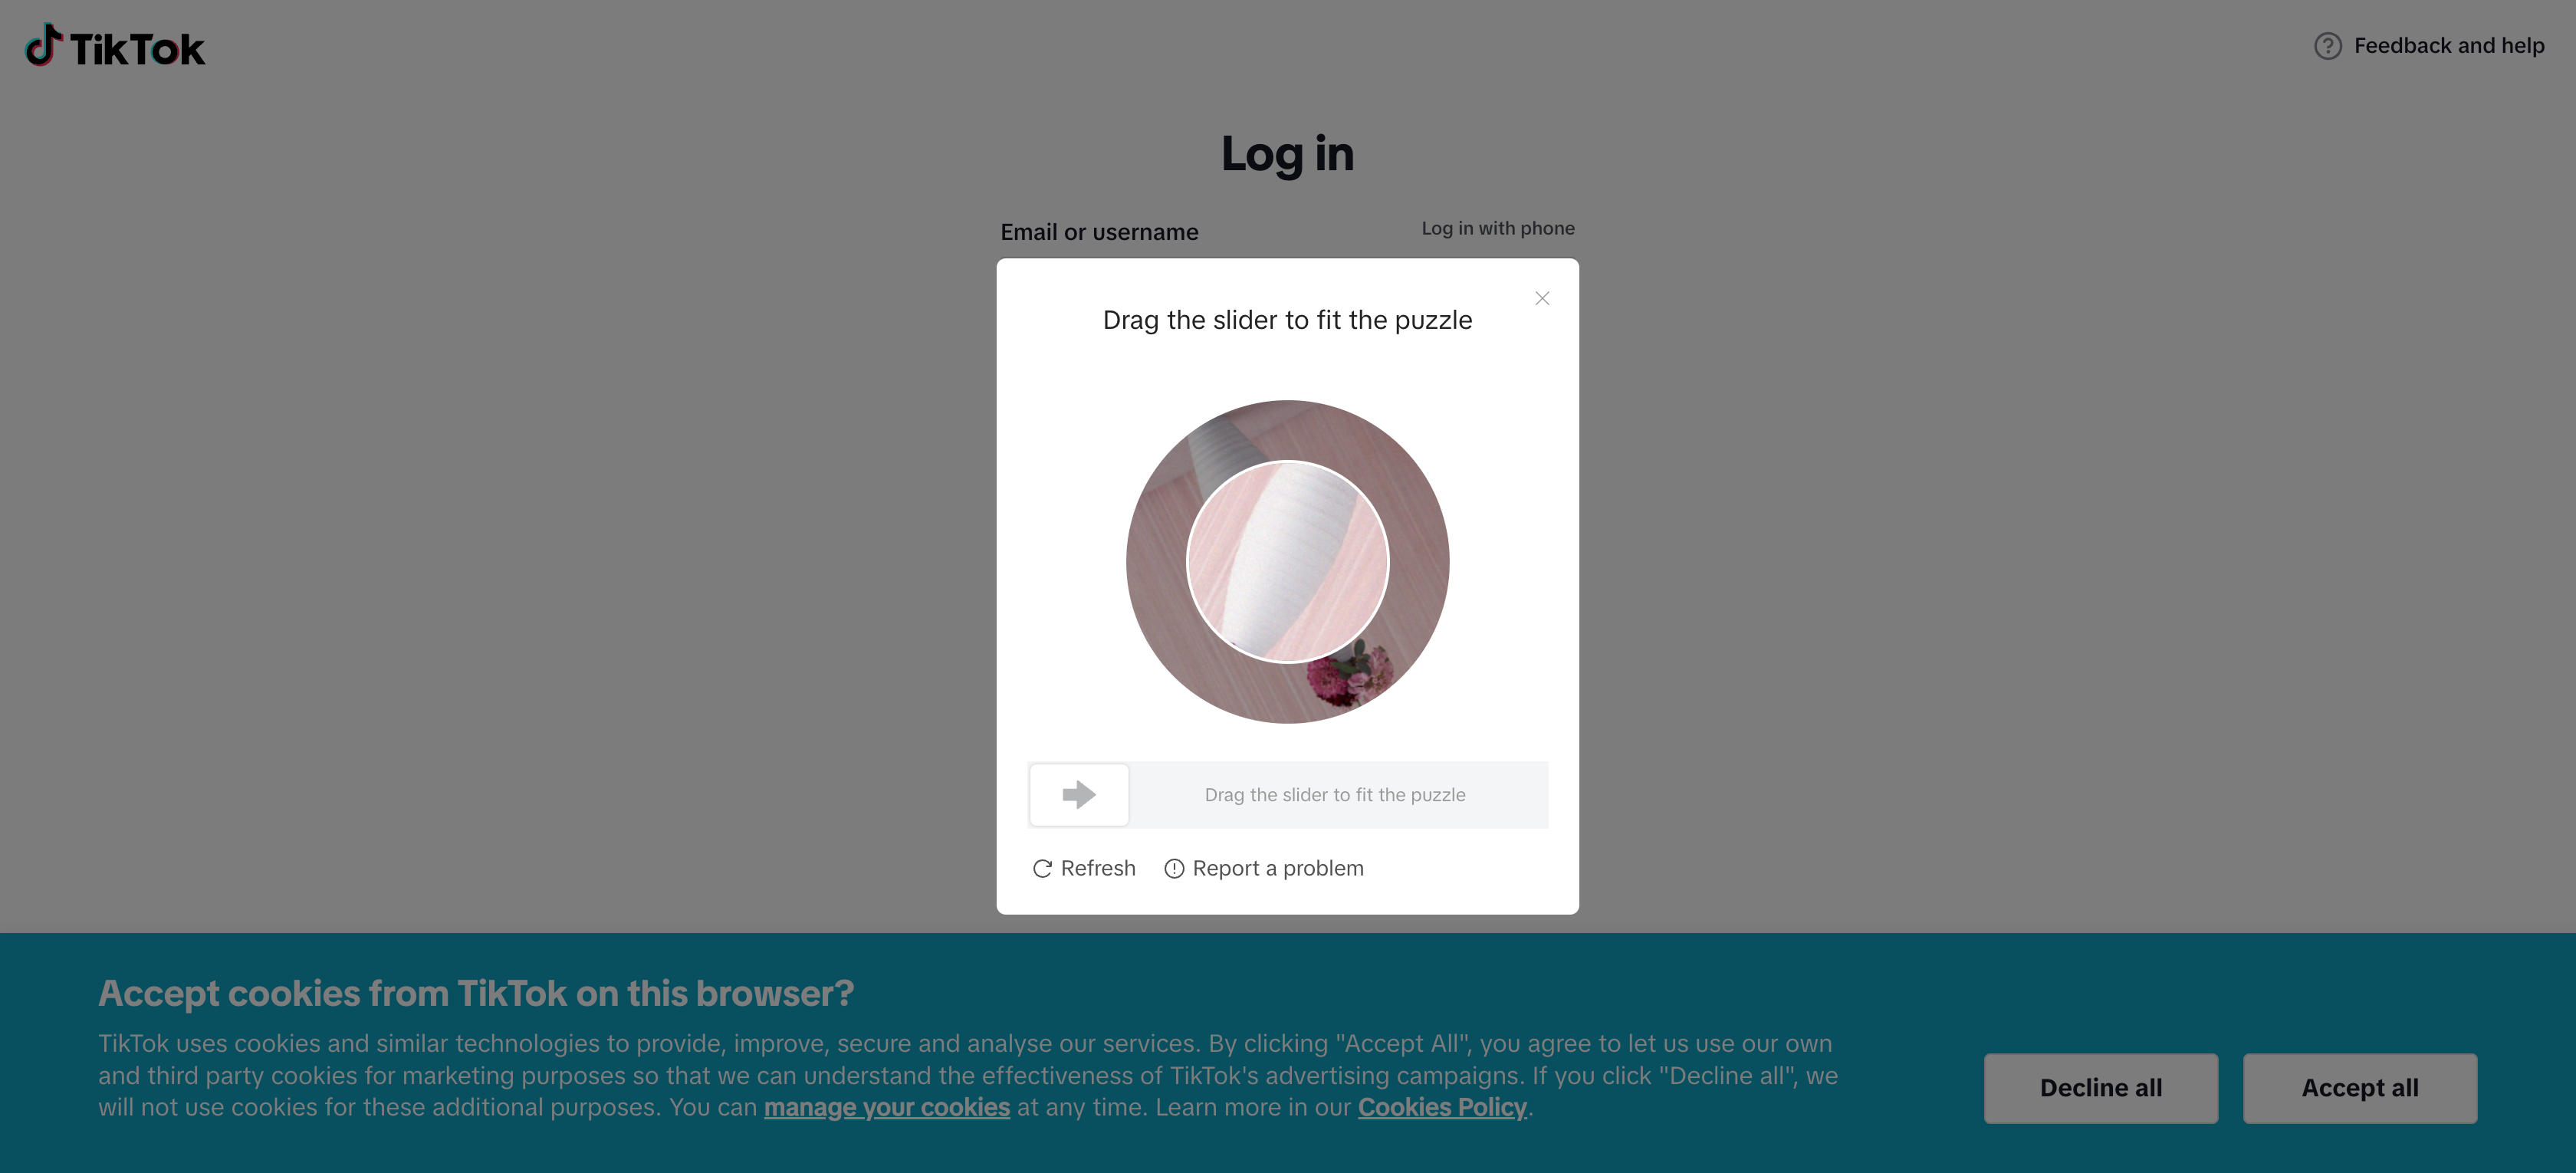 TikTok
Feedback and help
Log in
Email or username
Log in with phone
Drag the slider to fit the puzzle
Drag the slider to fit the puzzle
Refresh
Report a problem
Accept cookies from TikTok on this browser?
TikTok uses cookies and similar technologies to provide, improve, secure and analyse our services. By clicking "Accept All", you agree to let us use our own
and third party cookies for marketing purposes so that we can understand the effectiveness of TikTok's advertising campaigns. If you click "Decline all", we
will not use cookies for these additional purposes. You can manage your cookies at any time. Learn more in our Cookies Policy.
Decline all
Accept all